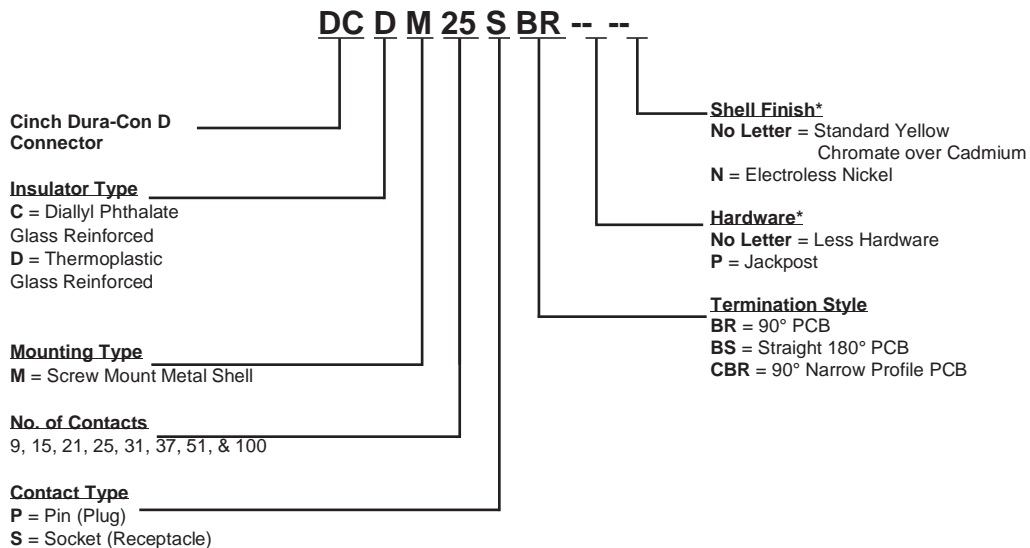 DC D M 25 S BR -- --
Cinch Dura-Con D
Connector
Insulator Type
C = Diallyl Phthalate
Glass Reinforced
D = Thermoplastic
Glass Reinforced
Mounting Type
M = Screw Mount Metal Shell
No. of Contacts
9, 15, 21, 25, 31, 37, 51, & 100
Contact Type
P = Pin (Plug)
S = Socket (Receptacle)
Shell Finish*
No Letter = Standard Yellow
Chromate over Cadmium
N = Electroless Nickel
Hardware*
No Letter = Less Hardware
P = Jackpost
Termination Style
BR = 90° PCB
BS = Straight 180° PCB
CBR = 90° Narrow Profile PCB